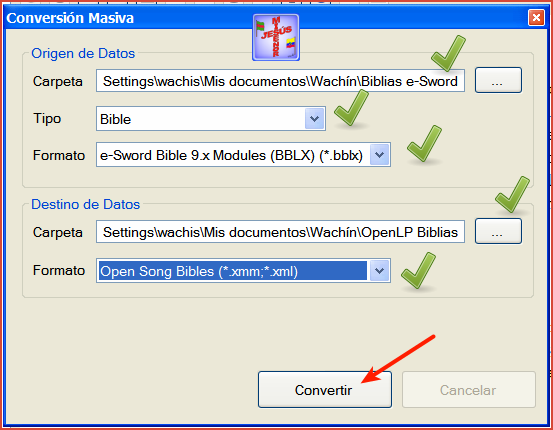 Conversión Masiva
MISIONERA
JESÚS
Origen de Datos
Carpeta Settings\wachis\Mis documentos\Wachín\Biblias e-Sword ...
Tipo Bible
Formato e-Sword Bible 9.x Modules (BBLX) (*.bblx)
Destino de Datos
Carpeta Settings\wachis\Mis documentos\Wachín\OpenLP Biblias ...
Formato Open Song Bibles (*.xmm;*.xml)
Convertir Cancelar